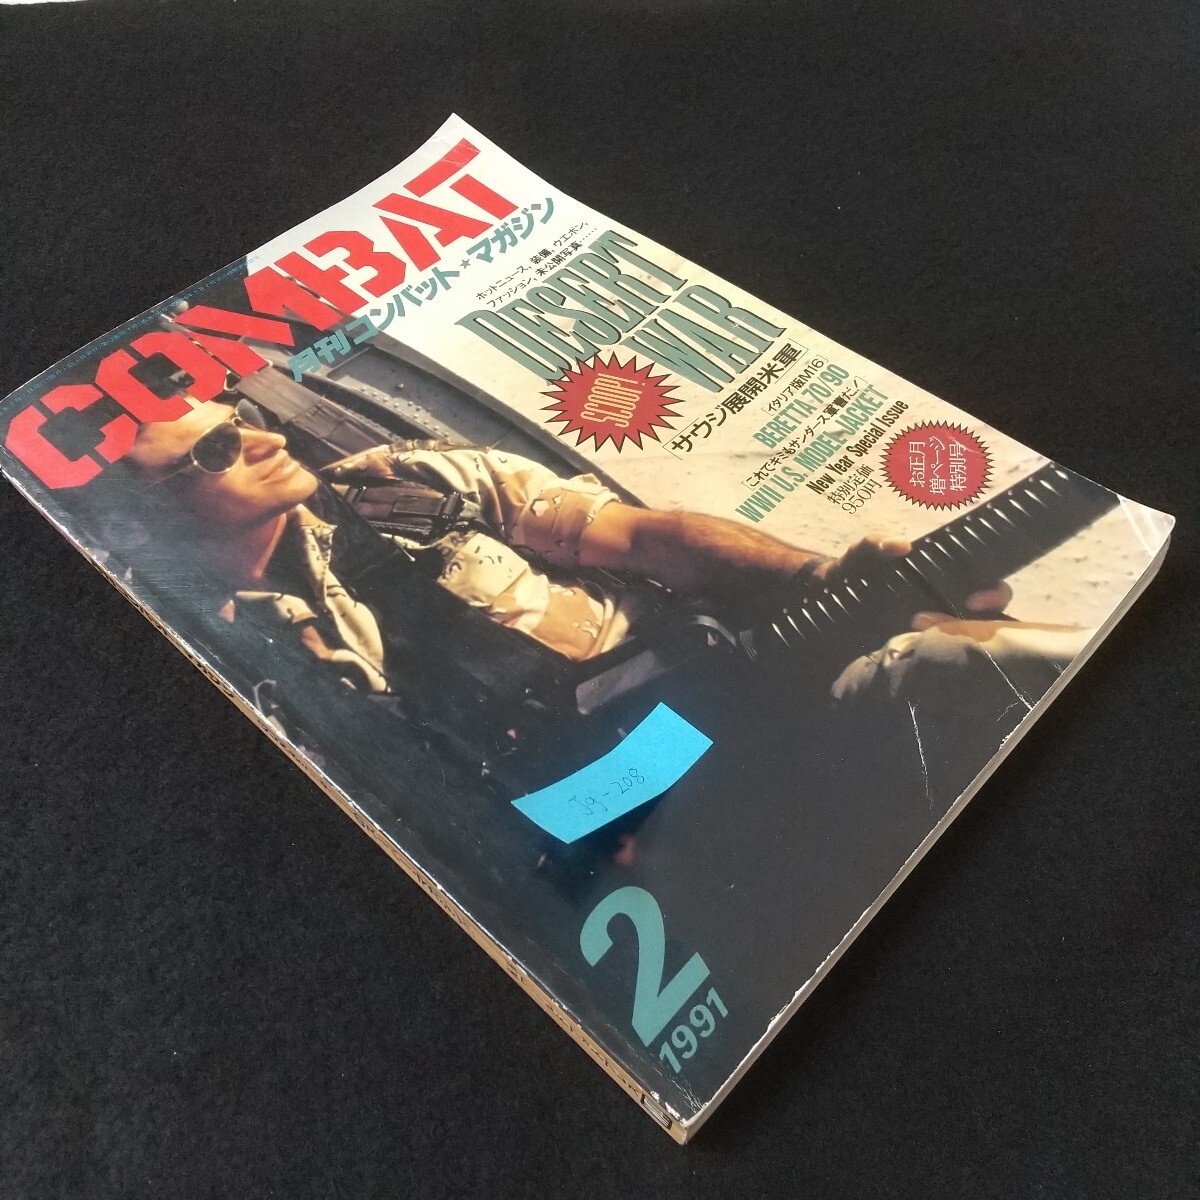 COMBAT
月刊コンバット★マガジン
ホットニュース、装備、ウエポン、
ファッション、未公開写真……
DESERT
WAR
SCOOP!
[サウジ展開米軍]
[イタリア版M16]
BERETTA 70/90
[これでキミもサンダース軍曹だ!]
WWII U.S MODEL JACKET
New Year Special Issue
特別定価
950円
お正月
増ページ
特別号
Jg-208
2
1991